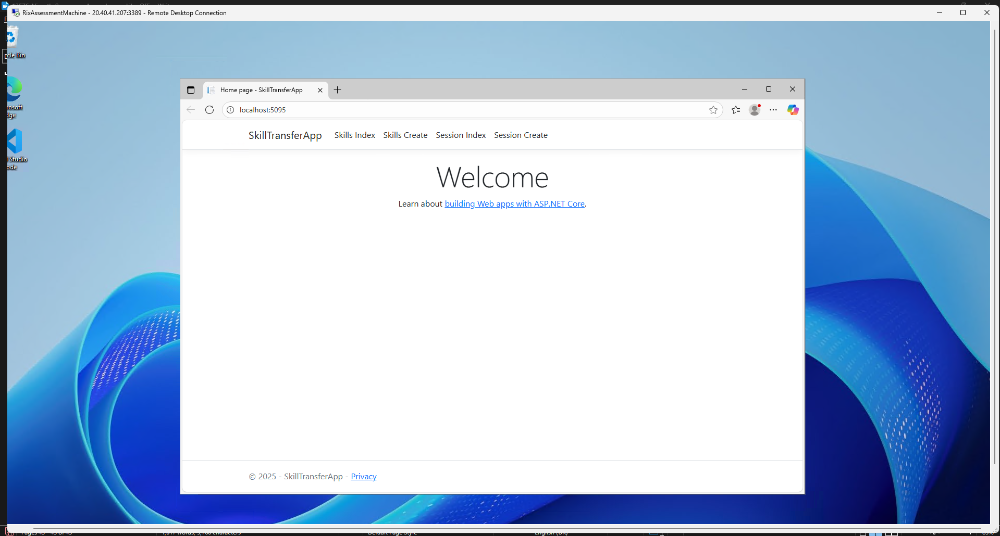 RixAssessmentMachine - 20.40.41.207:3389 - Remote Desktop Connection
cle Bin
rosoft
dge
Studio
ode
Home page - SkillTransferApp
localhost:5095
SkillTransferApp Skills Index Skills Create Session Index Session Create
Welcome
Learn about building Web apps with ASP.NET Core.
© 2025 - SkillTransferApp - Privacy